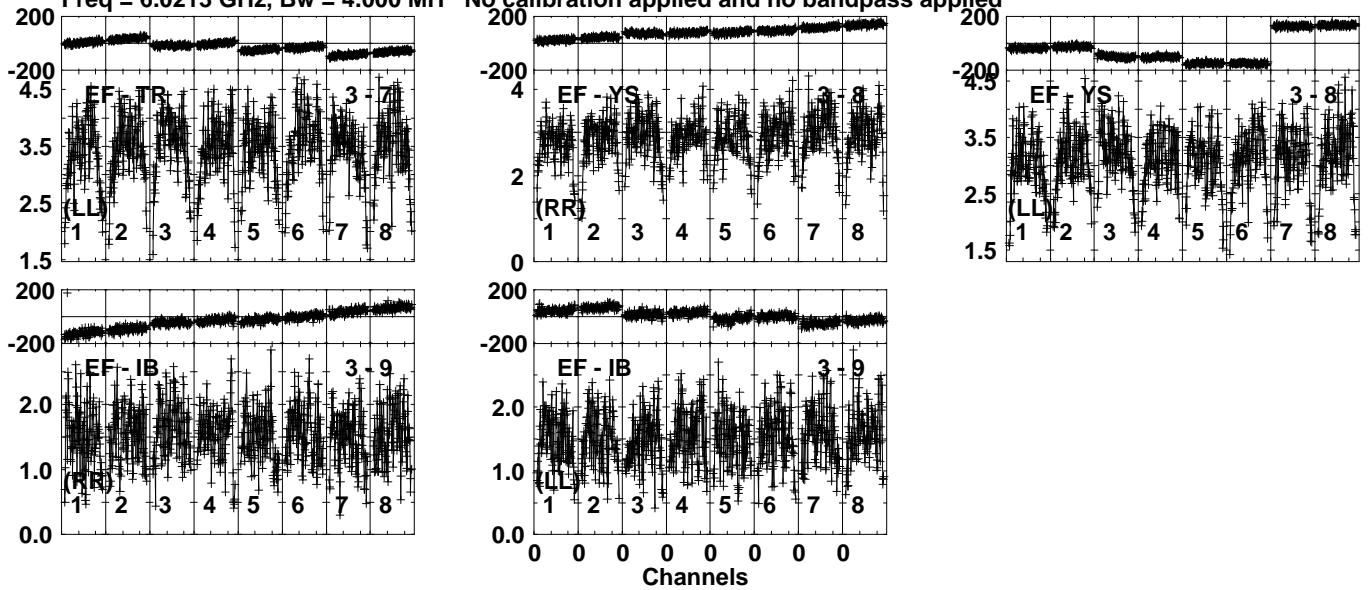 Freq = 6.0213 GHz, Bw = 4.000 MH No calibration applied and no bandpass applied
200
-200
4.5
3.5
2.5
1.5
EF - TR
3 - 7
(LL)
1 2 3 4 5 6 7 8
200
-200
4
2
0
EF - YS
3 - 8
(RR)
1 2 3 4 5 6 7 8
200
-200
4.5
3.5
2.5
1.5
EF - YS
3 - 8
(LL)
1 2 3 4 5 6 7 8
200
-200
2.0
1.0
0.0
EF - IB
3 - 9
(RR)
1 2 3 4 5 6 7 8
200
-200
2.0
1.0
0.0
EF - IB
3 - 9
(LL)
1 2 3 4 5 6 7 8
0 0 0 0 0 0 0 0
Channels